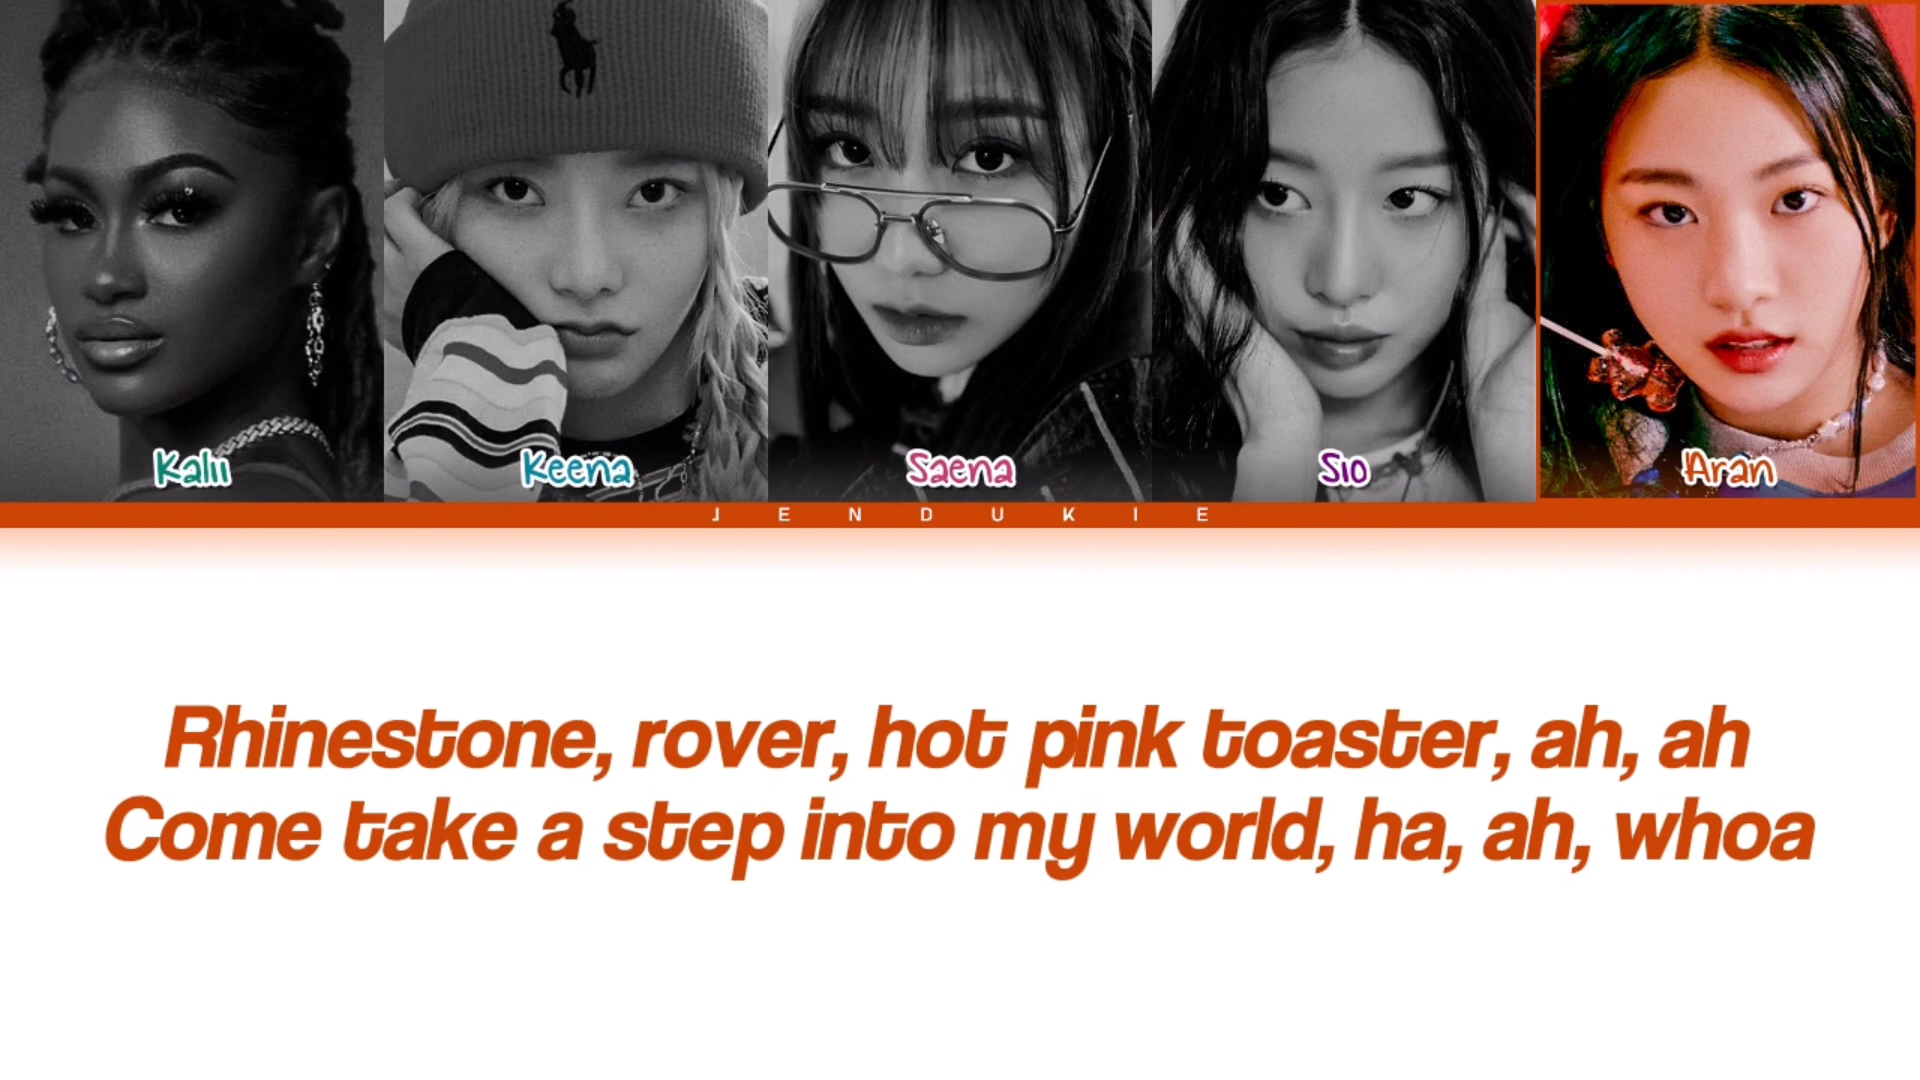 Kalii
Keena
Saena
Sio
Aran
JENDUKIE
Rhinestone, rover, hot pink toaster, ah, ah
Come take a step into my world, ha, ah, whoa